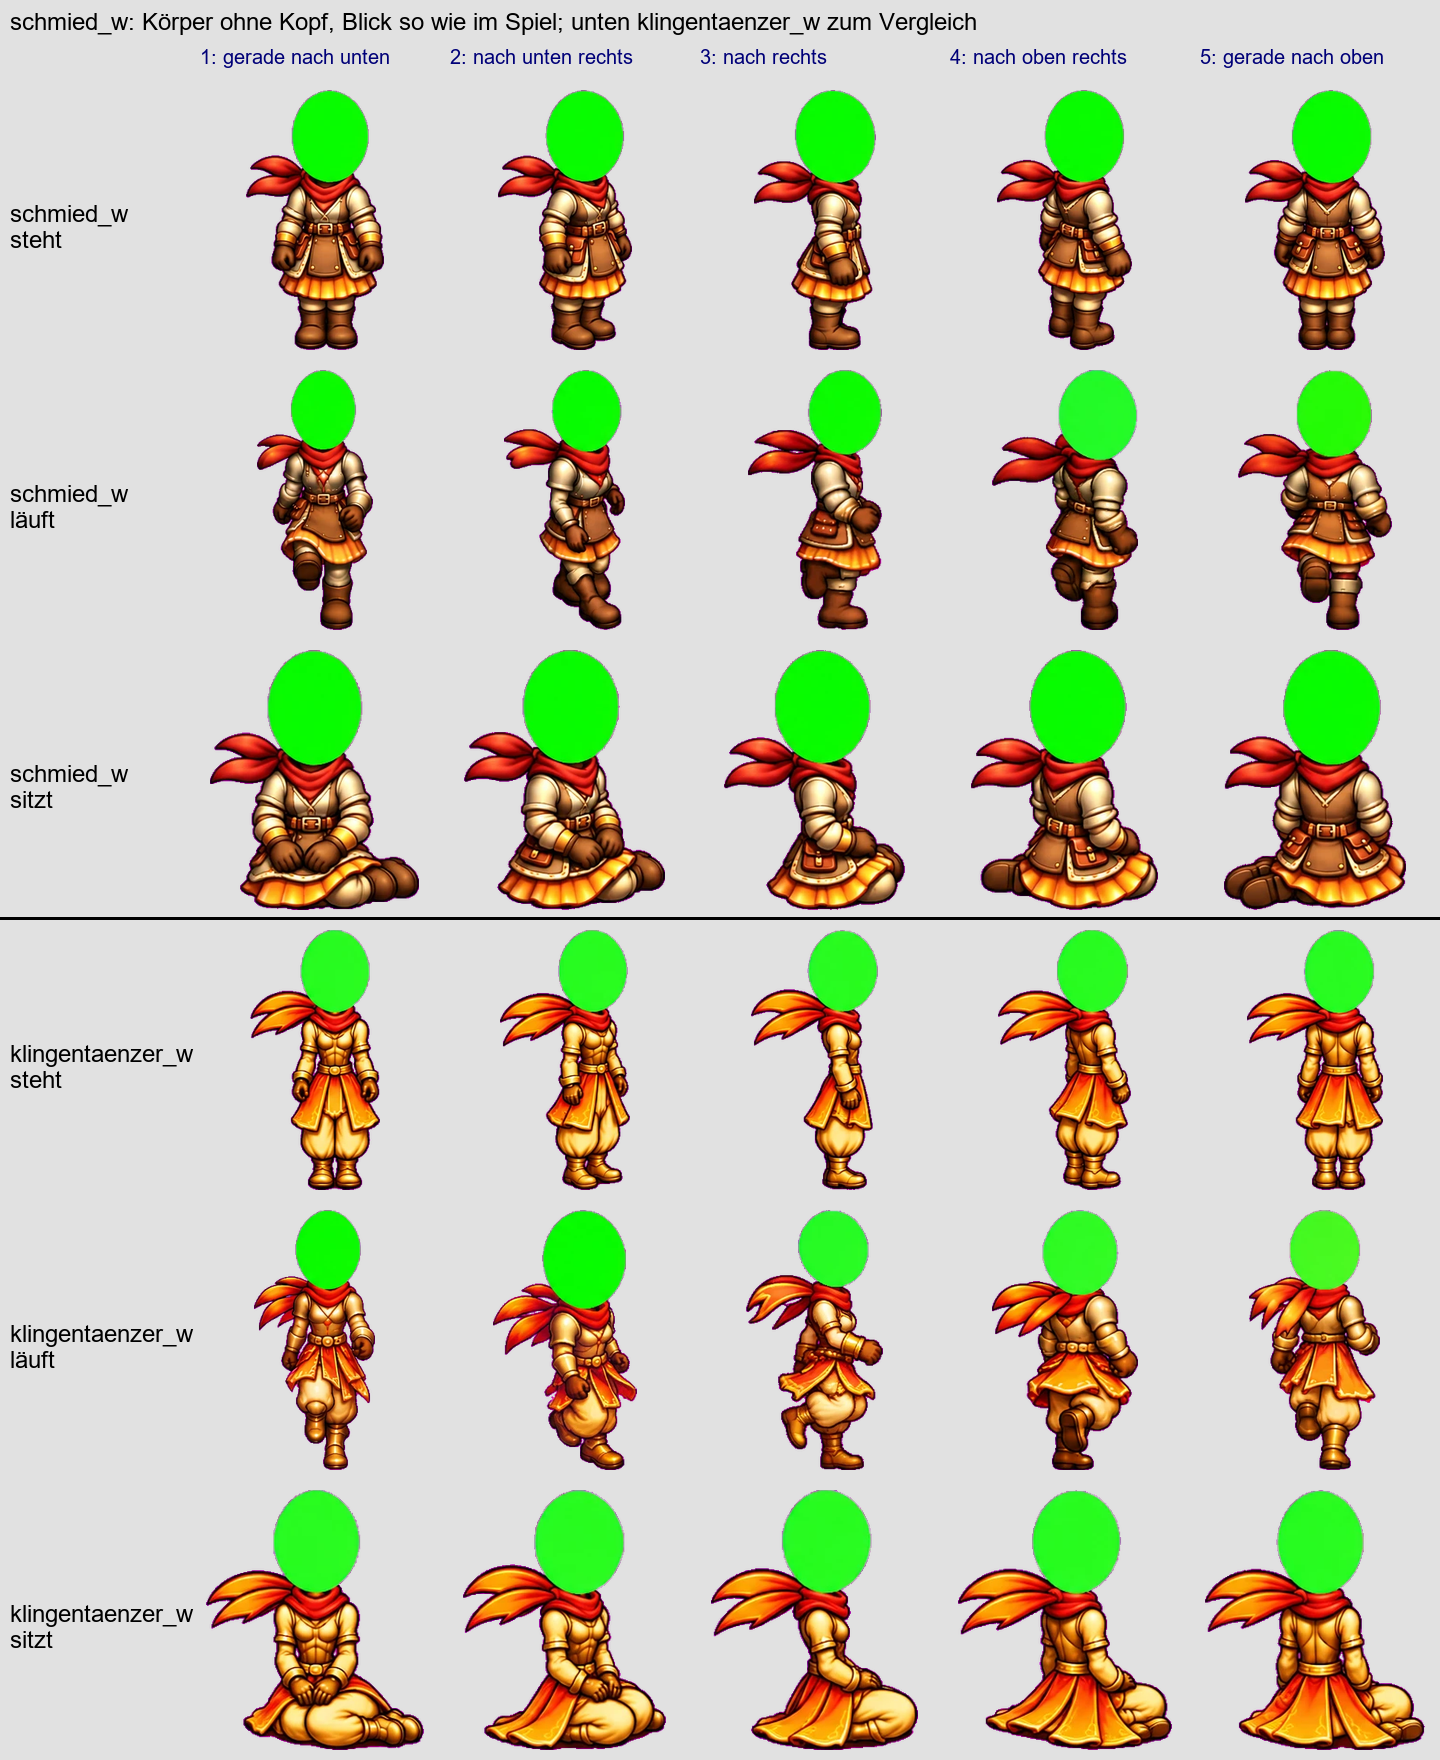 schmied_w: Körper ohne Kopf, Blick so wie im Spiel; unten klingentaenzer_w zum Vergleich
1: gerade nach unten
2: nach unten rechts
3: nach rechts
4: nach oben rechts
5: gerade nach oben
schmied_w
steht
schmied_w
läuft
schmied_w
sitzt
klingentaenzer_w
steht
klingentaenzer_w
läuft
klingentaenzer_w
sitzt